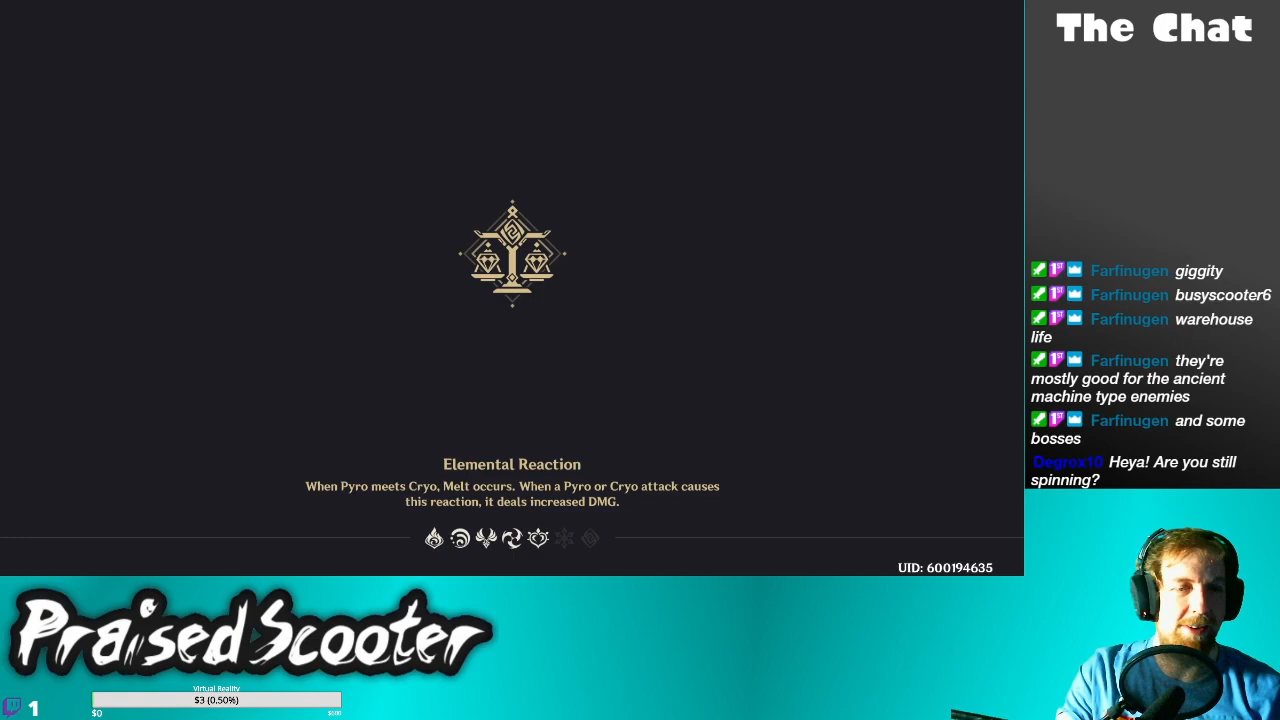 The Chat
Farfinugen giggity
Farfinugen busyscooter6
Farfinugen warehouse
life
Farfinugen they're
mostly good for the ancient
machine type enemies
Farfinugen and some
bosses
Degrox10 Heya! Are you still
spinning?
Elemental Reaction
When Pyro meets Cryo, Melt occurs. When a Pyro or Cryo attack causes
this reaction, it deals increased DMG.
UID: 600194635
PraisedScooter
Virtual Reality
$3 (0.50%)
1
$0